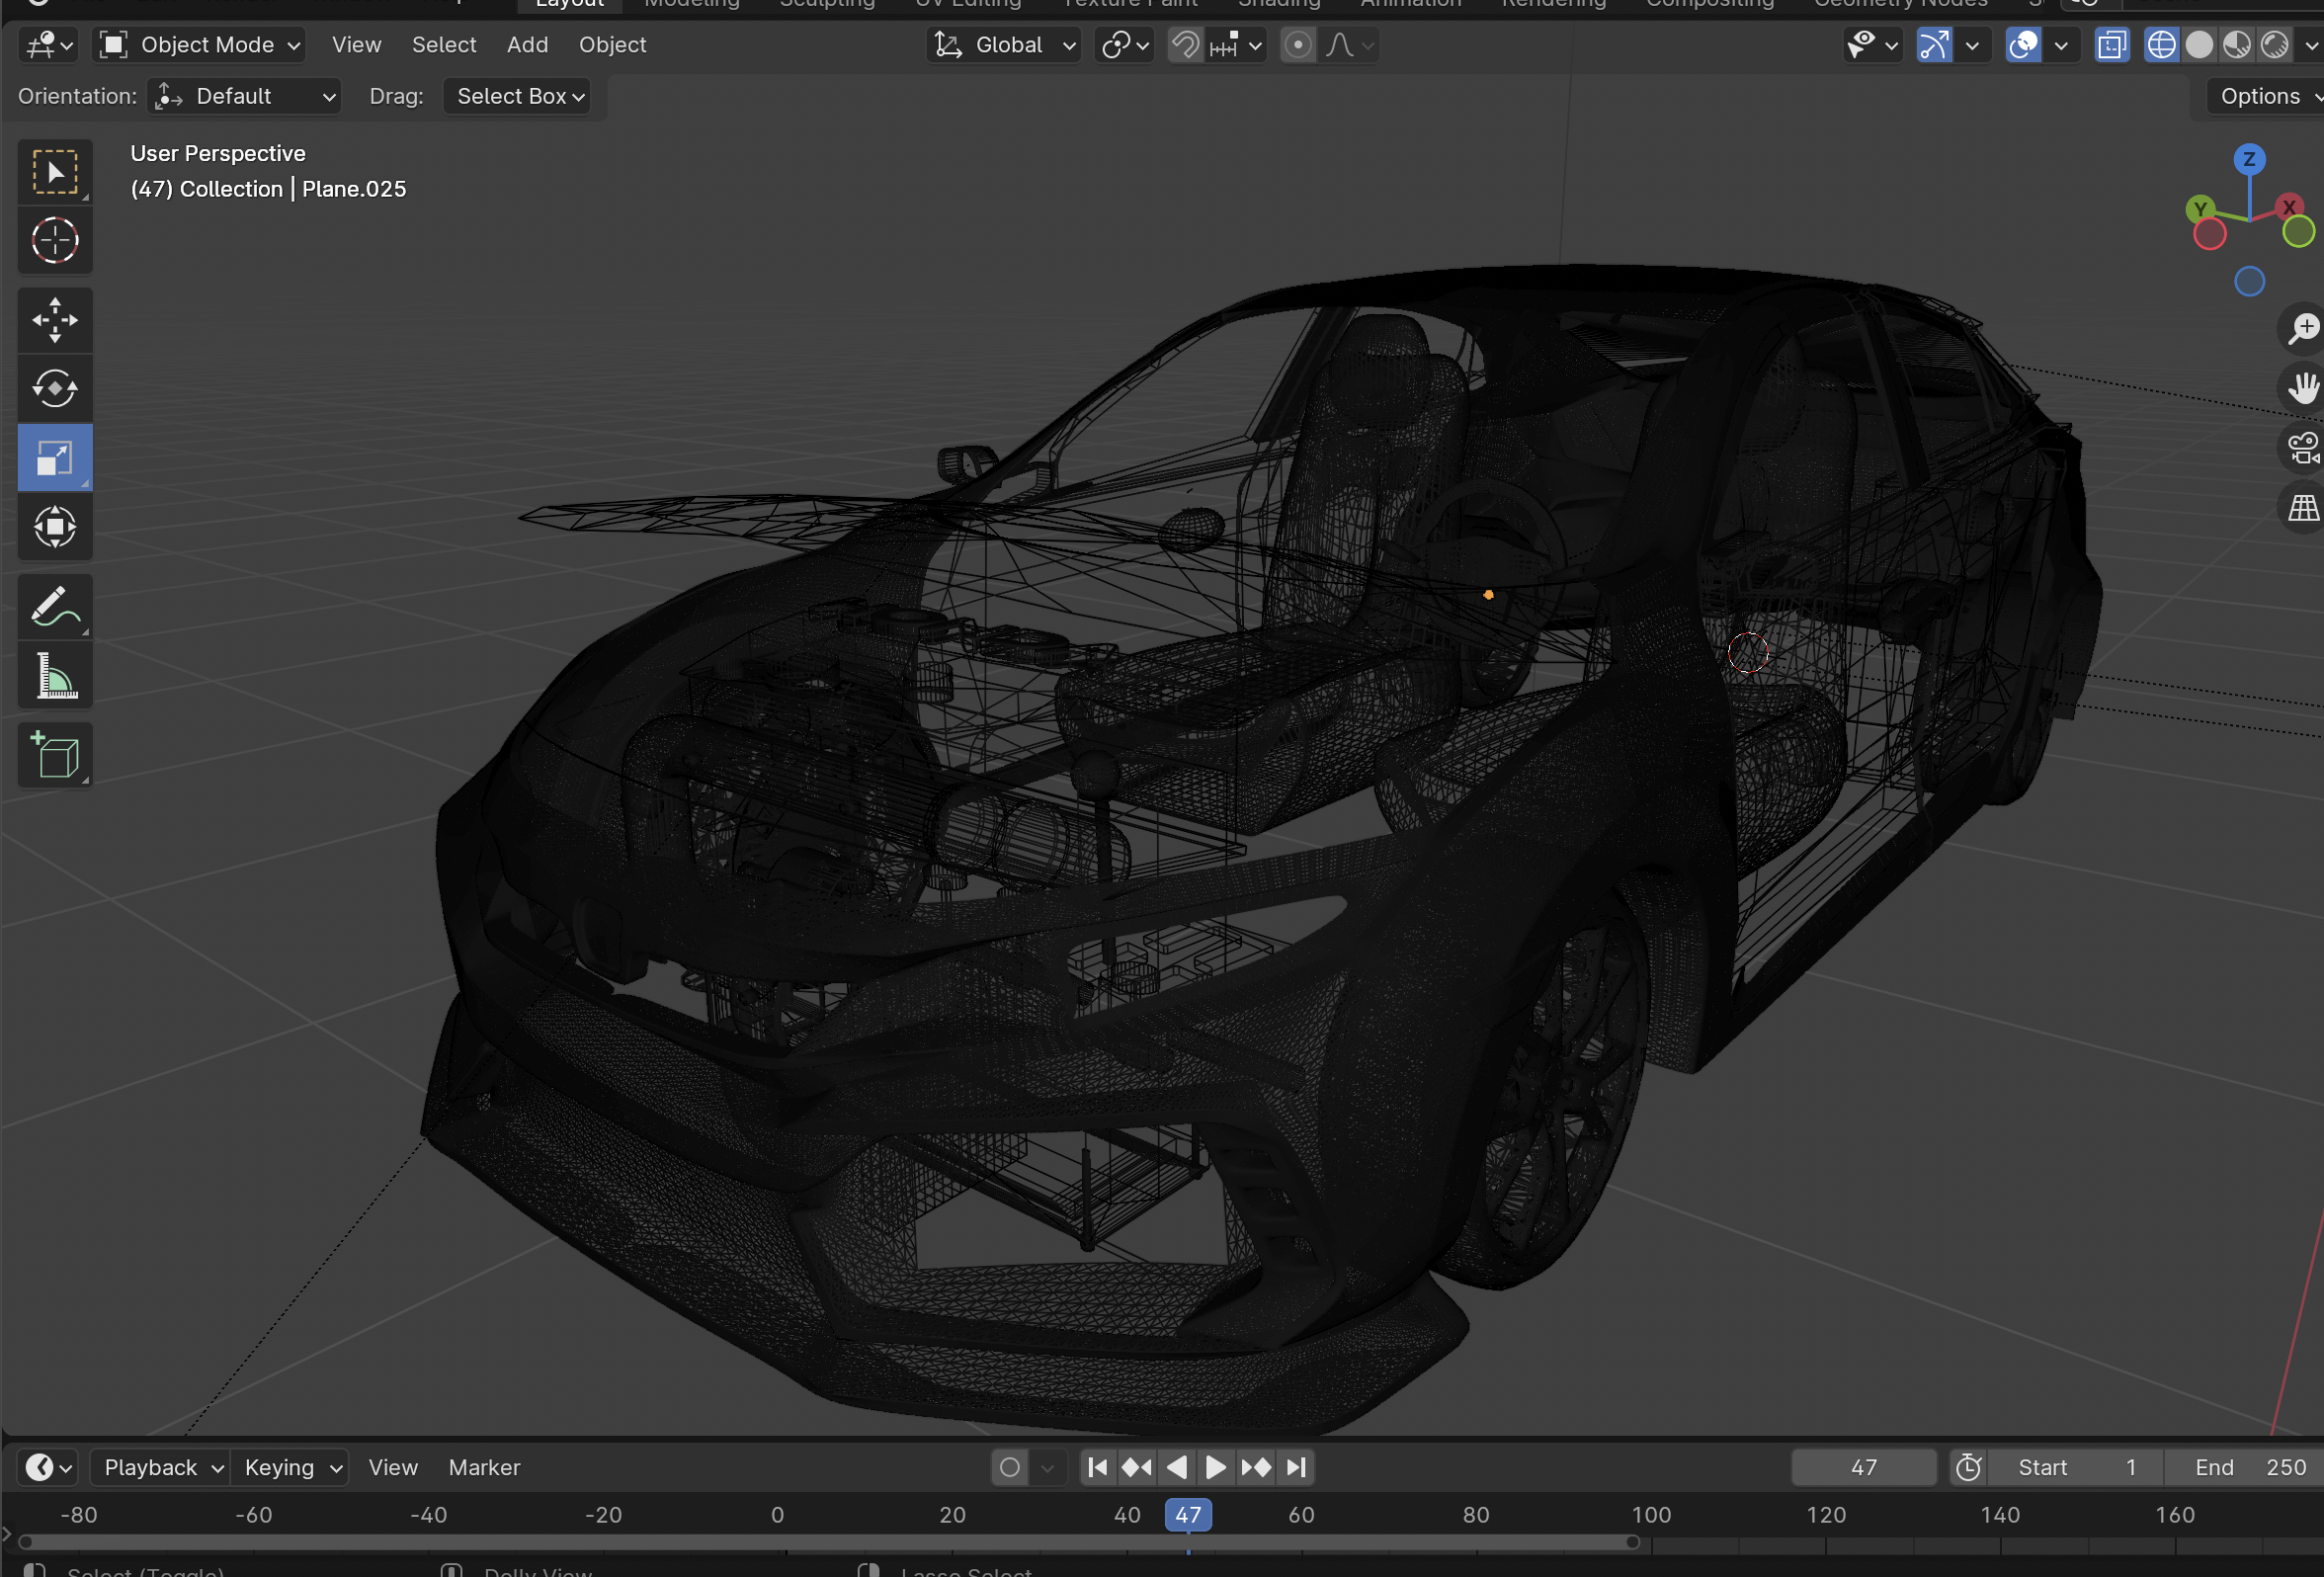 Layout Modeling Sculpting UV Editing Texture Paint Shading Animation Rendering Compositing Geometry Nodes
Object Mode View Select Add Object Global
Orientation: Default Drag: Select Box Options
User Perspective
(47) Collection | Plane.025
Z
Y X
Playback Keying View Marker 47 Start 1 End 250
-80 -60 -40 -20 0 20 40 47 60 80 100 120 140 160
Select (Toggle) Dolly View Lasso Select